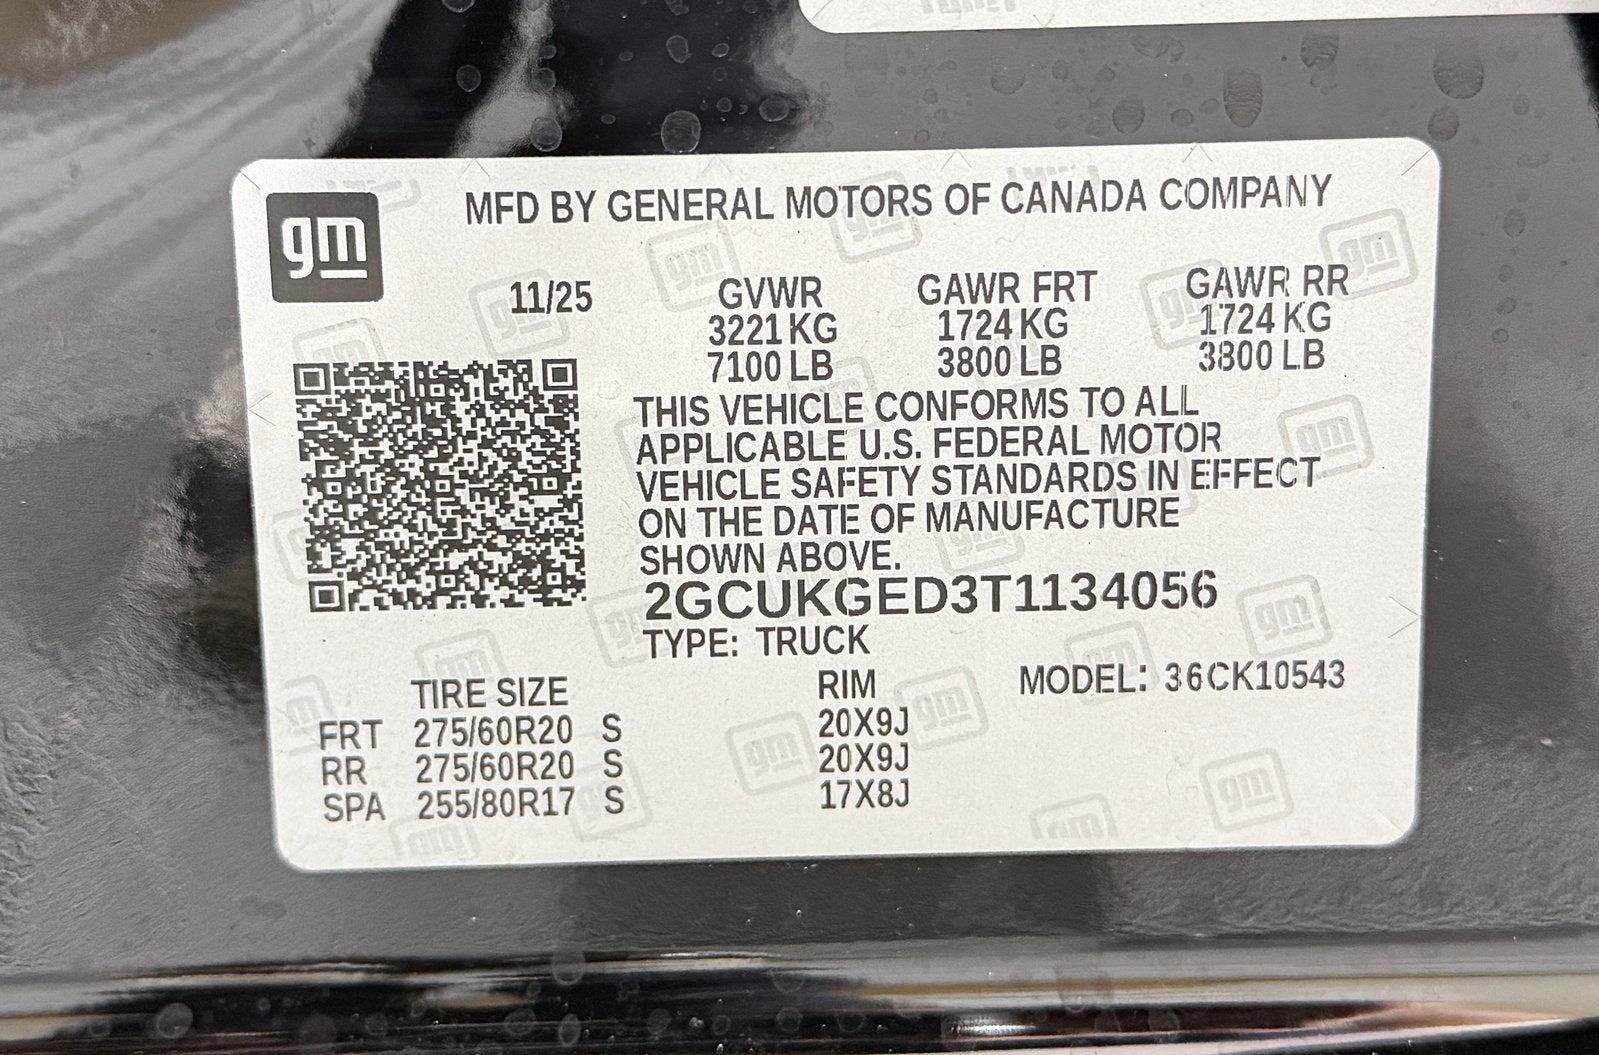 gm
MFD BY GENERAL MOTORS OF CANADA COMPANY
11/25 GVWR GAWR FRT GAWR RR
3221 KG 1724 KG 1724 KG
7100 LB 3800 LB 3800 LB
THIS VEHICLE CONFORMS TO ALL
APPLICABLE U.S. FEDERAL MOTOR
VEHICLE SAFETY STANDARDS IN EFFECT
ON THE DATE OF MANUFACTURE
SHOWN ABOVE.
2GCUKGED3T1134056
TYPE: TRUCK
TIRE SIZE RIM MODEL: 36CK10543
FRT 275/60R20 S 20X9J
RR 275/60R20 S 20X9J
SPA 255/80R17 S 17X8J